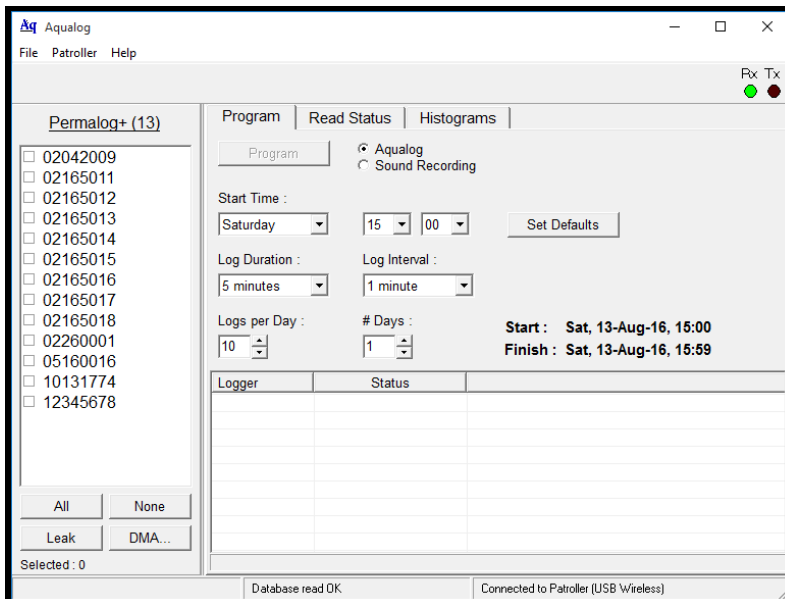 Aq Aqualog
File Patroller Help
Rx Tx
Permalog+ (13)
02042009
02165011
02165012
02165013
02165014
02165015
02165016
02165017
02165018
02260001
05160016
10131774
12345678
All None
Leak DMA...
Selected : 0
Program Read Status Histograms
Program
Aqualog
Sound Recording
Start Time :
Saturday 15 00 Set Defaults
Log Duration : Log Interval :
5 minutes 1 minute
Logs per Day : # Days :
10 1
Start : Sat, 13-Aug-16, 15:00
Finish : Sat, 13-Aug-16, 15:59
Logger Status
Database read OK Connected to Patroller (USB Wireless)